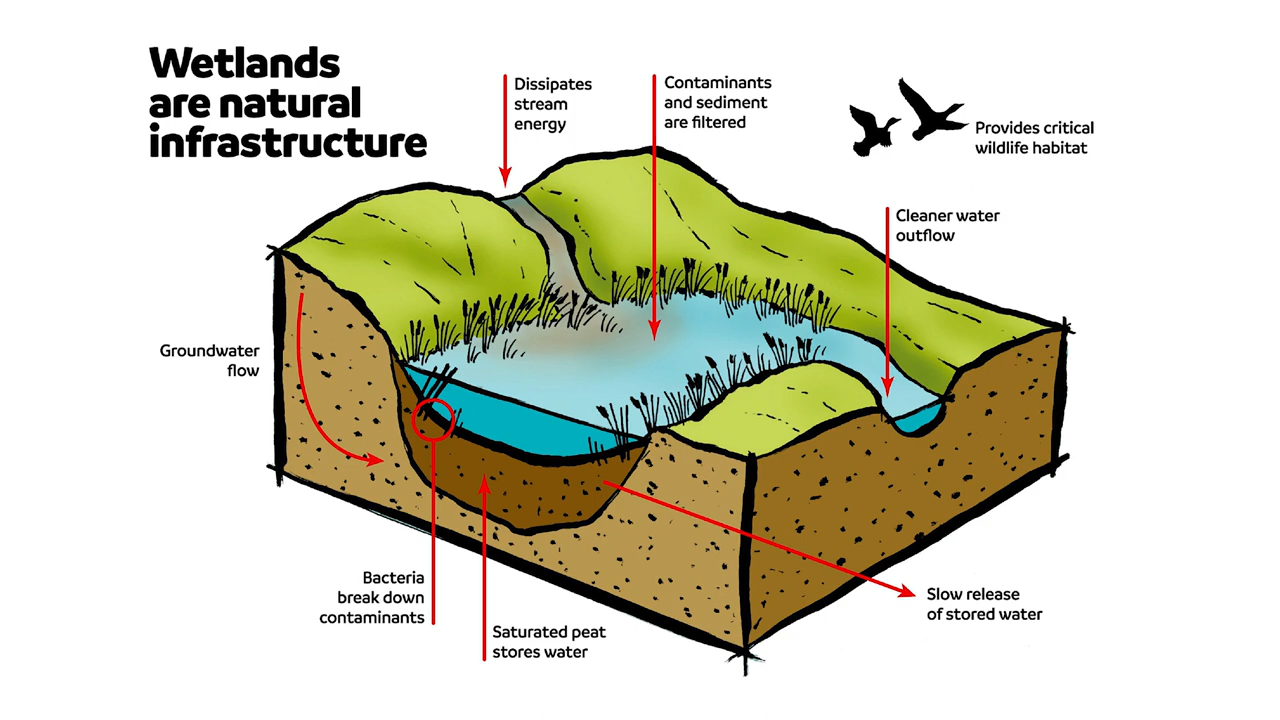 Wetlands
are natural
infrastructure
Dissipates
stream
energy
Contaminants
and sediment
are filtered
Provides critical
wildlife habitat
Cleaner water
outflow
Groundwater
flow
Bacteria
break down
contaminants
Saturated peat
stores water
Slow release
of stored water